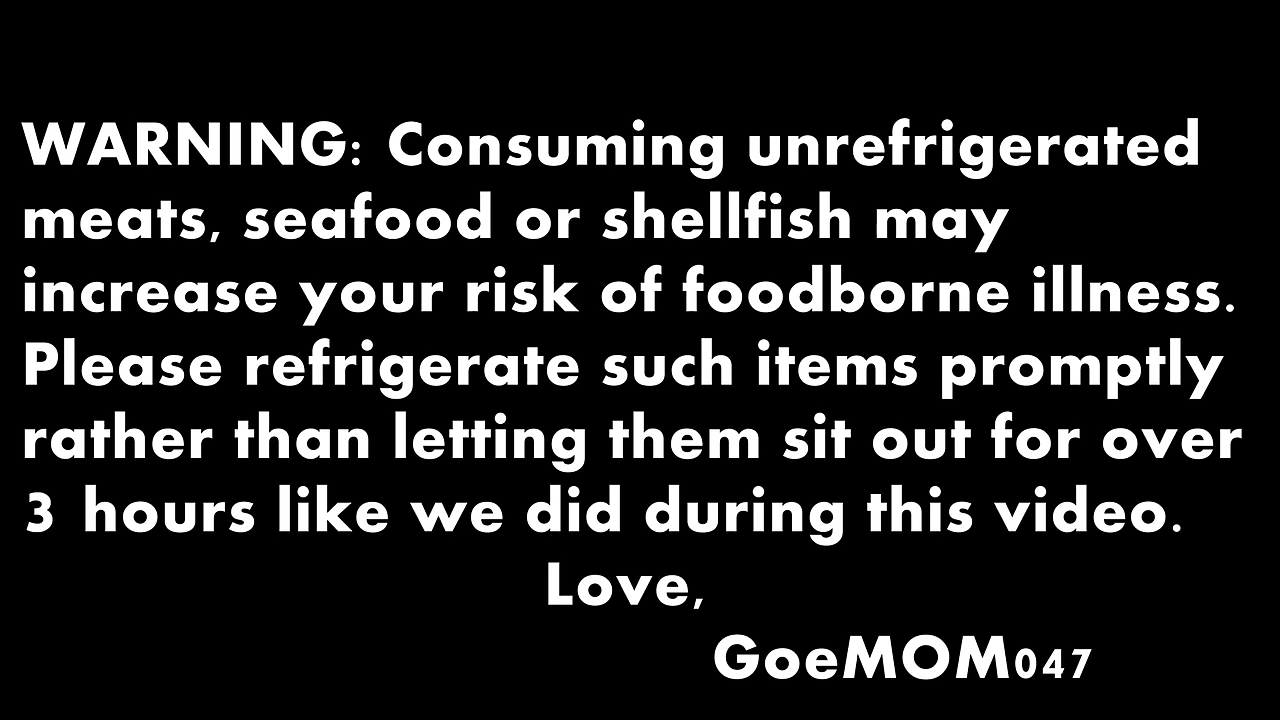 WARNING: Consuming unrefrigerated
meats, seafood or shellfish may
increase your risk of foodborne illness.
Please refrigerate such items promptly
rather than letting them sit out for over
3 hours like we did during this video.
Love,
GoeMOM047